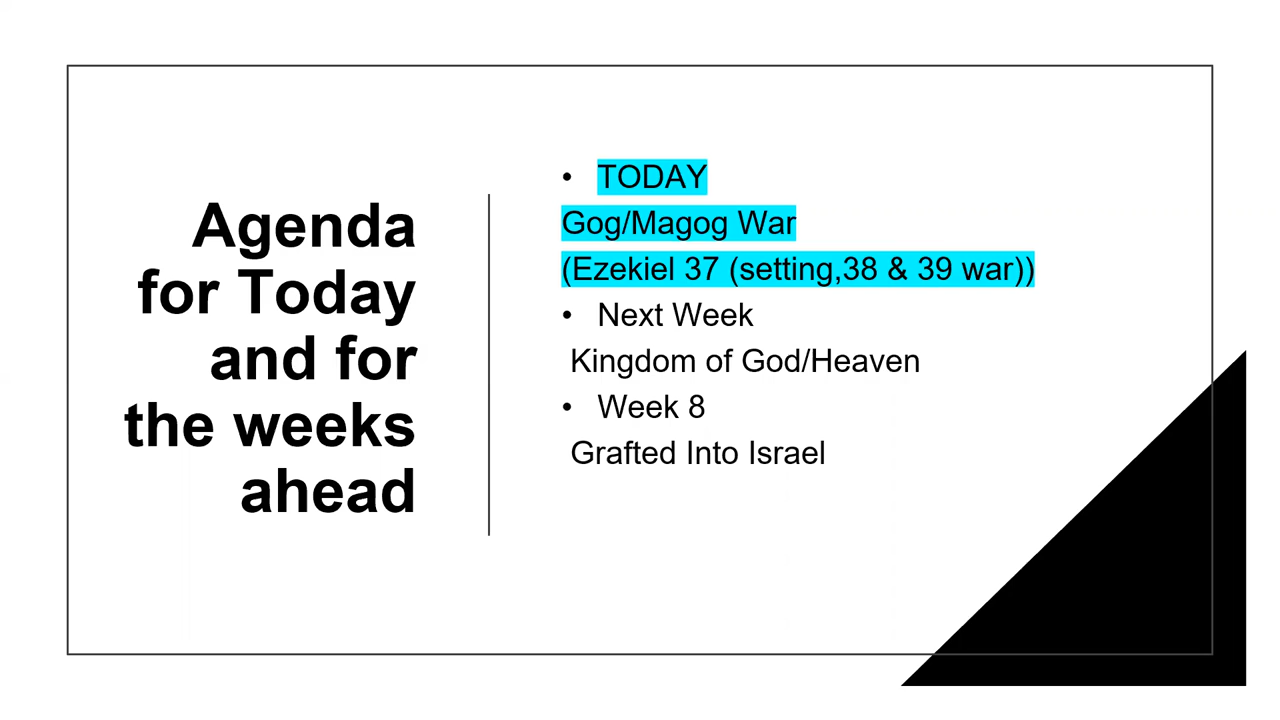 Agenda
for Today
and for
the weeks
ahead
• TODAY
Gog/Magog War
(Ezekiel 37 (setting,38 & 39 war))
• Next Week
Kingdom of God/Heaven
• Week 8
Grafted Into Israel